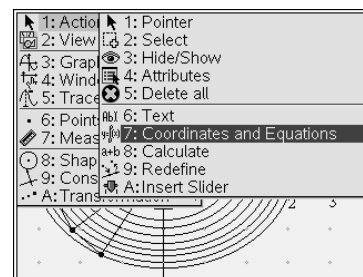 1: Actio
2: View
3: Grap
4: Wind
5: Trace
6: Point
7: Meas
8: Shap
9: Cons
A: Tran
1: Pointer
2: Select
3: Hide/Show
4: Attributes
5: Delete all
6: Text
7: Coordinates and Equations
8: Calculate
9: Redefine
A: Insert Slider
2 3